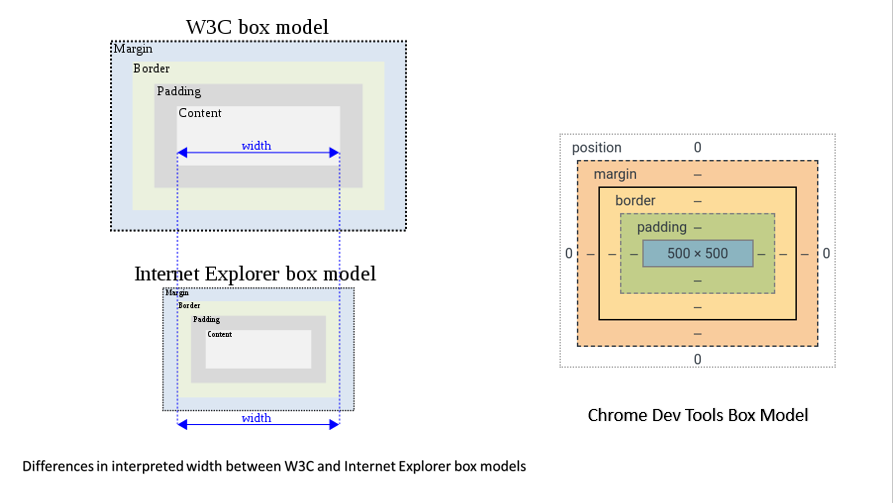 W3C box model
Margin
Border
Padding
Content
width
Internet Explorer box model
Margin
Border
Padding
Content
width
Differences in interpreted width between W3C and Internet Explorer box models
position 0
margin –
border –
padding –
0 – – – 500 × 500 – – – 0
–
–
–
0
Chrome Dev Tools Box Model